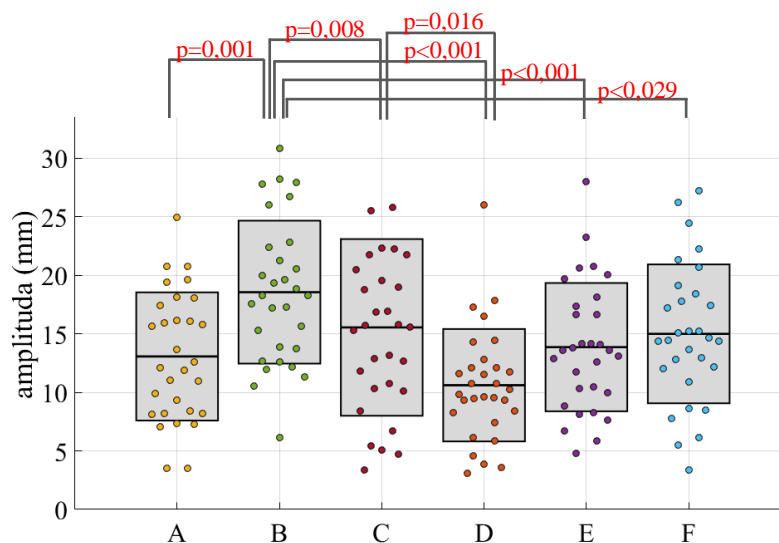 p=0,016
p=0,008
p=0,001
p<0,001
p<0,001
p<0,029
30
25
20
15
10
5
0
amplituda (mm)
A B C D E F